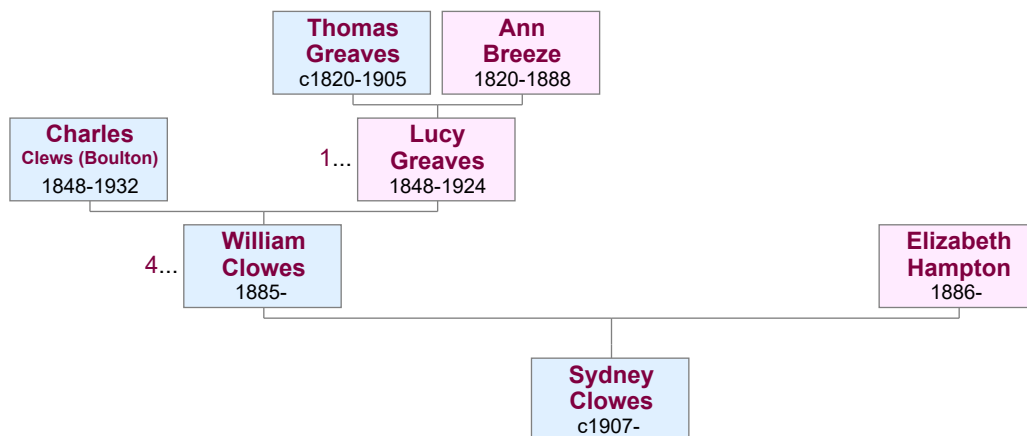 Thomas
Greaves
c1820-1905
Ann
Breeze
1820-1888
Charles
Clews (Boulton)
1848-1932
1...
Lucy
Greaves
1848-1924
4...
William
Clowes
1885-
Elizabeth
Hampton
1886-
Sydney
Clowes
c1907-